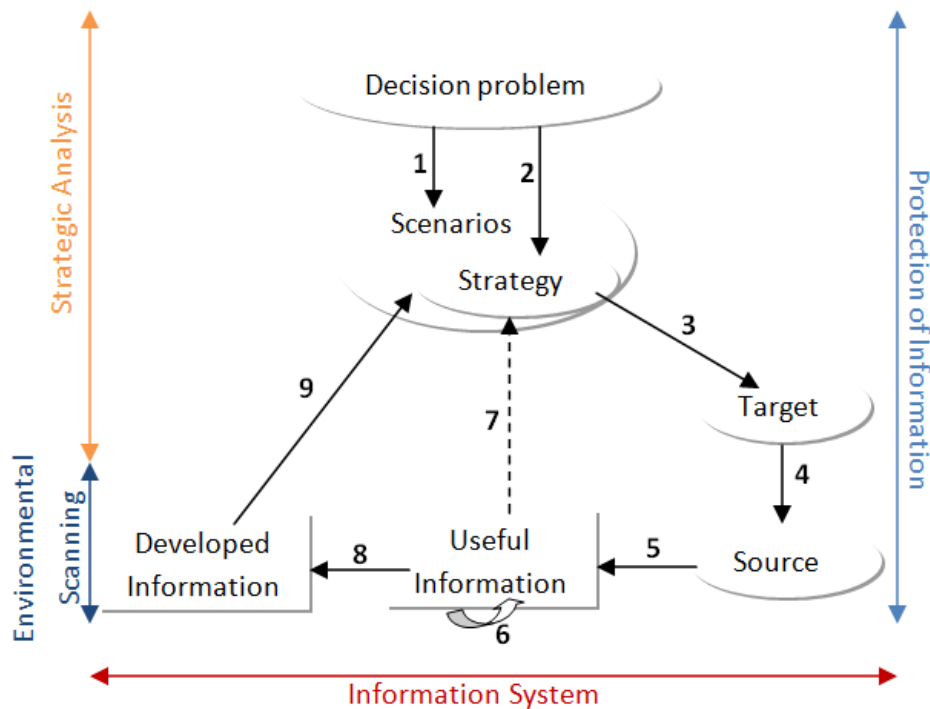 Decision problem
1
2
Scenarios
Strategy
3
9
7
Target
4
Developed
Information
8
Useful
Information
6
5
Source
Strategic Analysis
Environmental
Scanning
Protection of Information
Information System